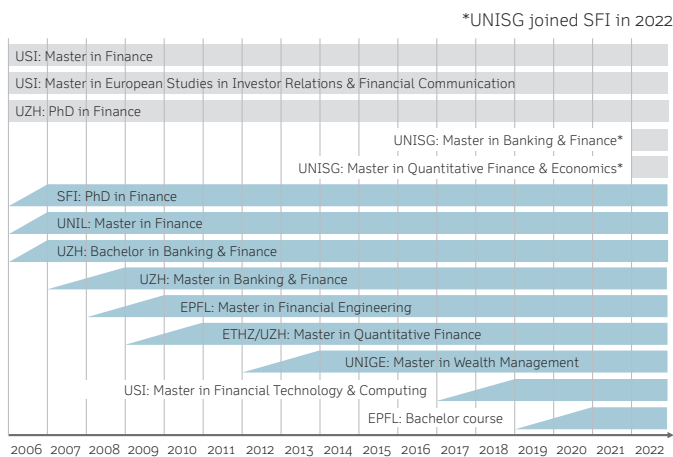 *UNISG joined SFI in 2022
USI: Master in Finance
USI: Master in European Studies in Investor Relations & Financial Communication
UZH: PhD in Finance
UNISG: Master in Banking & Finance*
UNISG: Master in Quantitative Finance & Economics*
SFI: PhD in Finance
UNIL: Master in Finance
UZH: Bachelor in Banking & Finance
UZH: Master in Banking & Finance
EPFL: Master in Financial Engineering
ETHZ/UZH: Master in Quantitative Finance
UNIGE: Master in Wealth Management
USI: Master in Financial Technology & Computing
EPFL: Bachelor course
2006 2007 2008 2009 2010 2011 2012 2013 2014 2015 2016 2017 2018 2019 2020 2021 2022